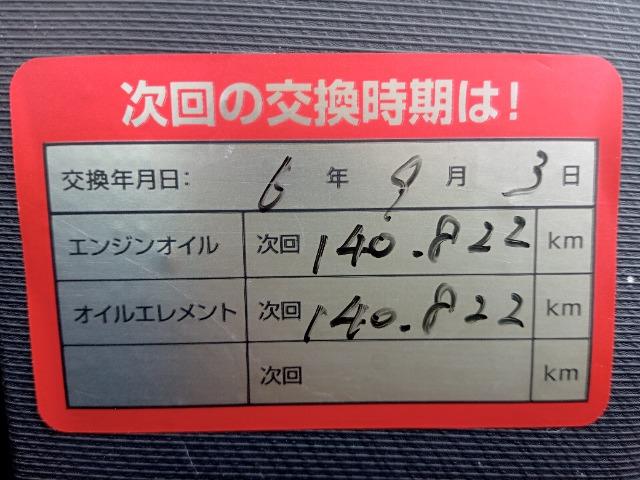 次回の交換時期は!
交換年月日: 6 年 9 月 3 日
エンジンオイル 次回 140.822 km
オイルエレメント 次回 140.822 km
次回 km